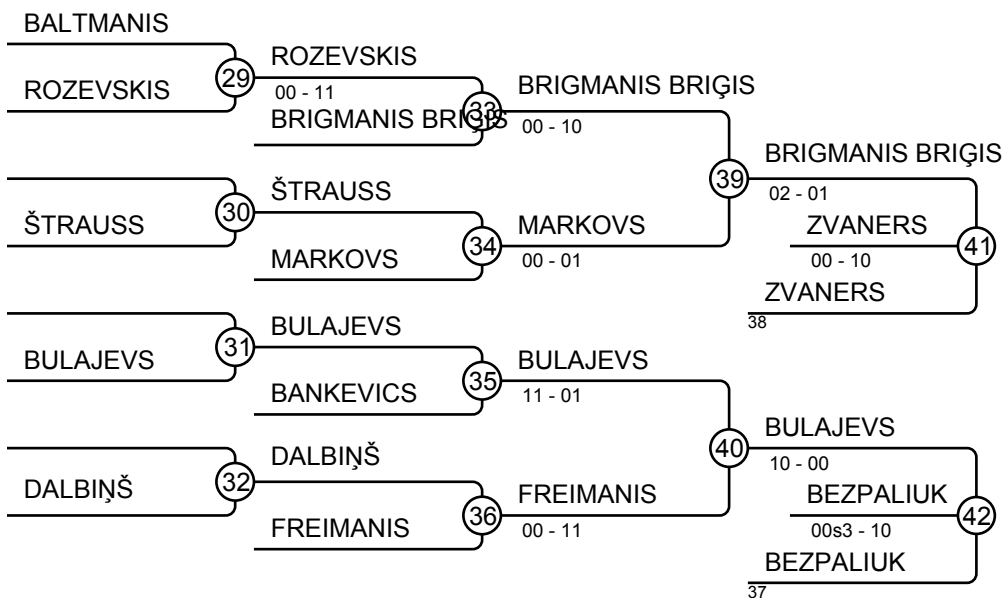 BALTMANIS
ROZEVSKIS
29
ROZEVSKIS
00 - 11
BRIGMANIS BRIĢIS
33
BRIGMANIS BRIĢIS
00 - 10
39
BRIGMANIS BRIĢIS
02 - 01
ŠTRAUSS
30
ŠTRAUSS
MARKOVS
34
MARKOVS
00 - 01
ZVANERS
00 - 10
41
ZVANERS
38
BULAJEVS
31
BULAJEVS
BANKEVICS
35
BULAJEVS
11 - 01
40
BULAJEVS
10 - 00
DALBIŅŠ
32
DALBIŅŠ
FREIMANIS
36
FREIMANIS
00 - 11
BEZPALIUK
00s3 - 10
42
BEZPALIUK
37